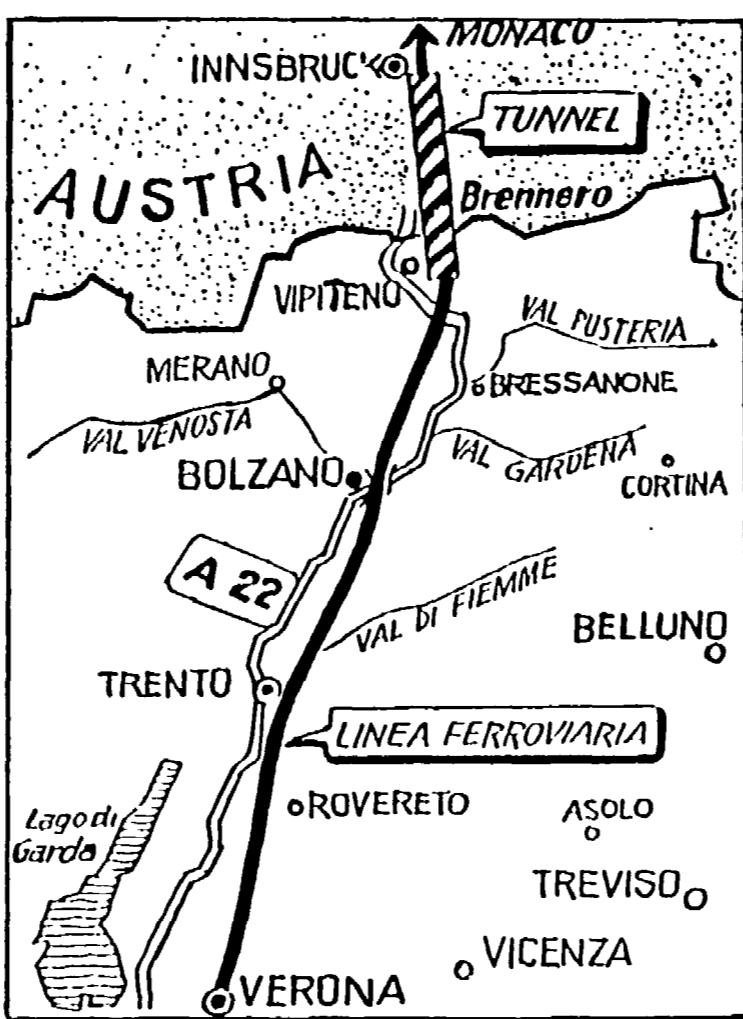 MONACO
INNSBRUCK
TUNNEL
AUSTRIA
Brennero
VIPITENO
VAL PUSTERIA
MERANO
BRESSANONE
VAL VENOSTA
VAL GARDENA
BOLZANO
CORTINA
A 22
VAL DI FIEMME
BELLUNO
TRENTO
LINEA FERROVIARIA
ROVERETO
Lago di
Garda
ASOLO
TREVISO
VICENZA
VERONA